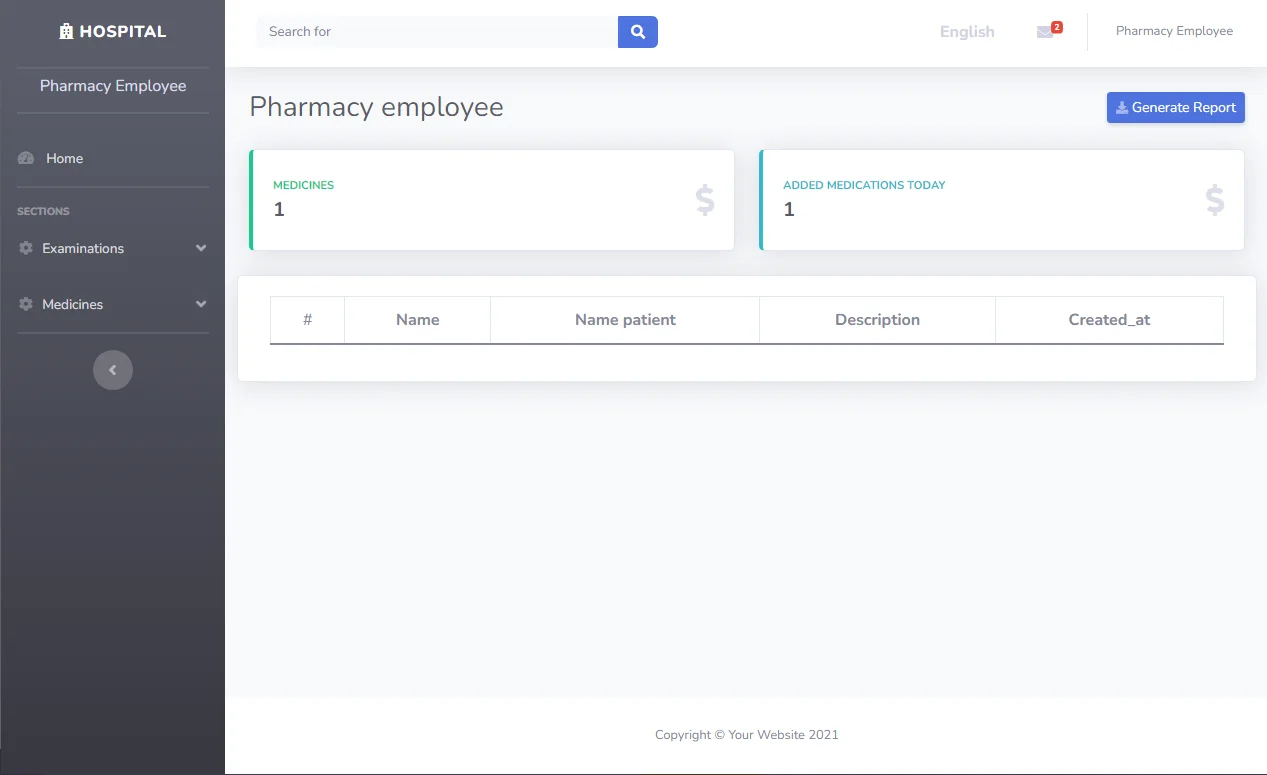 HOSPITAL
Pharmacy Employee
Home
SECTIONS
Examinations
Medicines
Search for
English
2
Pharmacy Employee
Pharmacy employee
Generate Report
MEDICINES
1
ADDED MEDICATIONS TODAY
1
# Name Name patient Description Created_at
Copyright © Your Website 2021